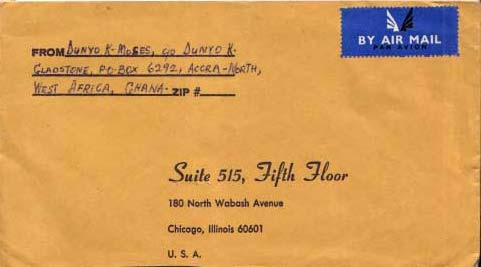 BY AIR MAIL
PAR AVION
FROM DUNYO K-MOSES, C/O DUNYO K.
GLADSTONE, P.O. BOX 6292, ACCRA-NORTH,
WEST AFRICA, GHANA. ZIP #
Suite 515, Fifth Floor
180 North Wabash Avenue
Chicago, Illinois 60601
U. S. A.